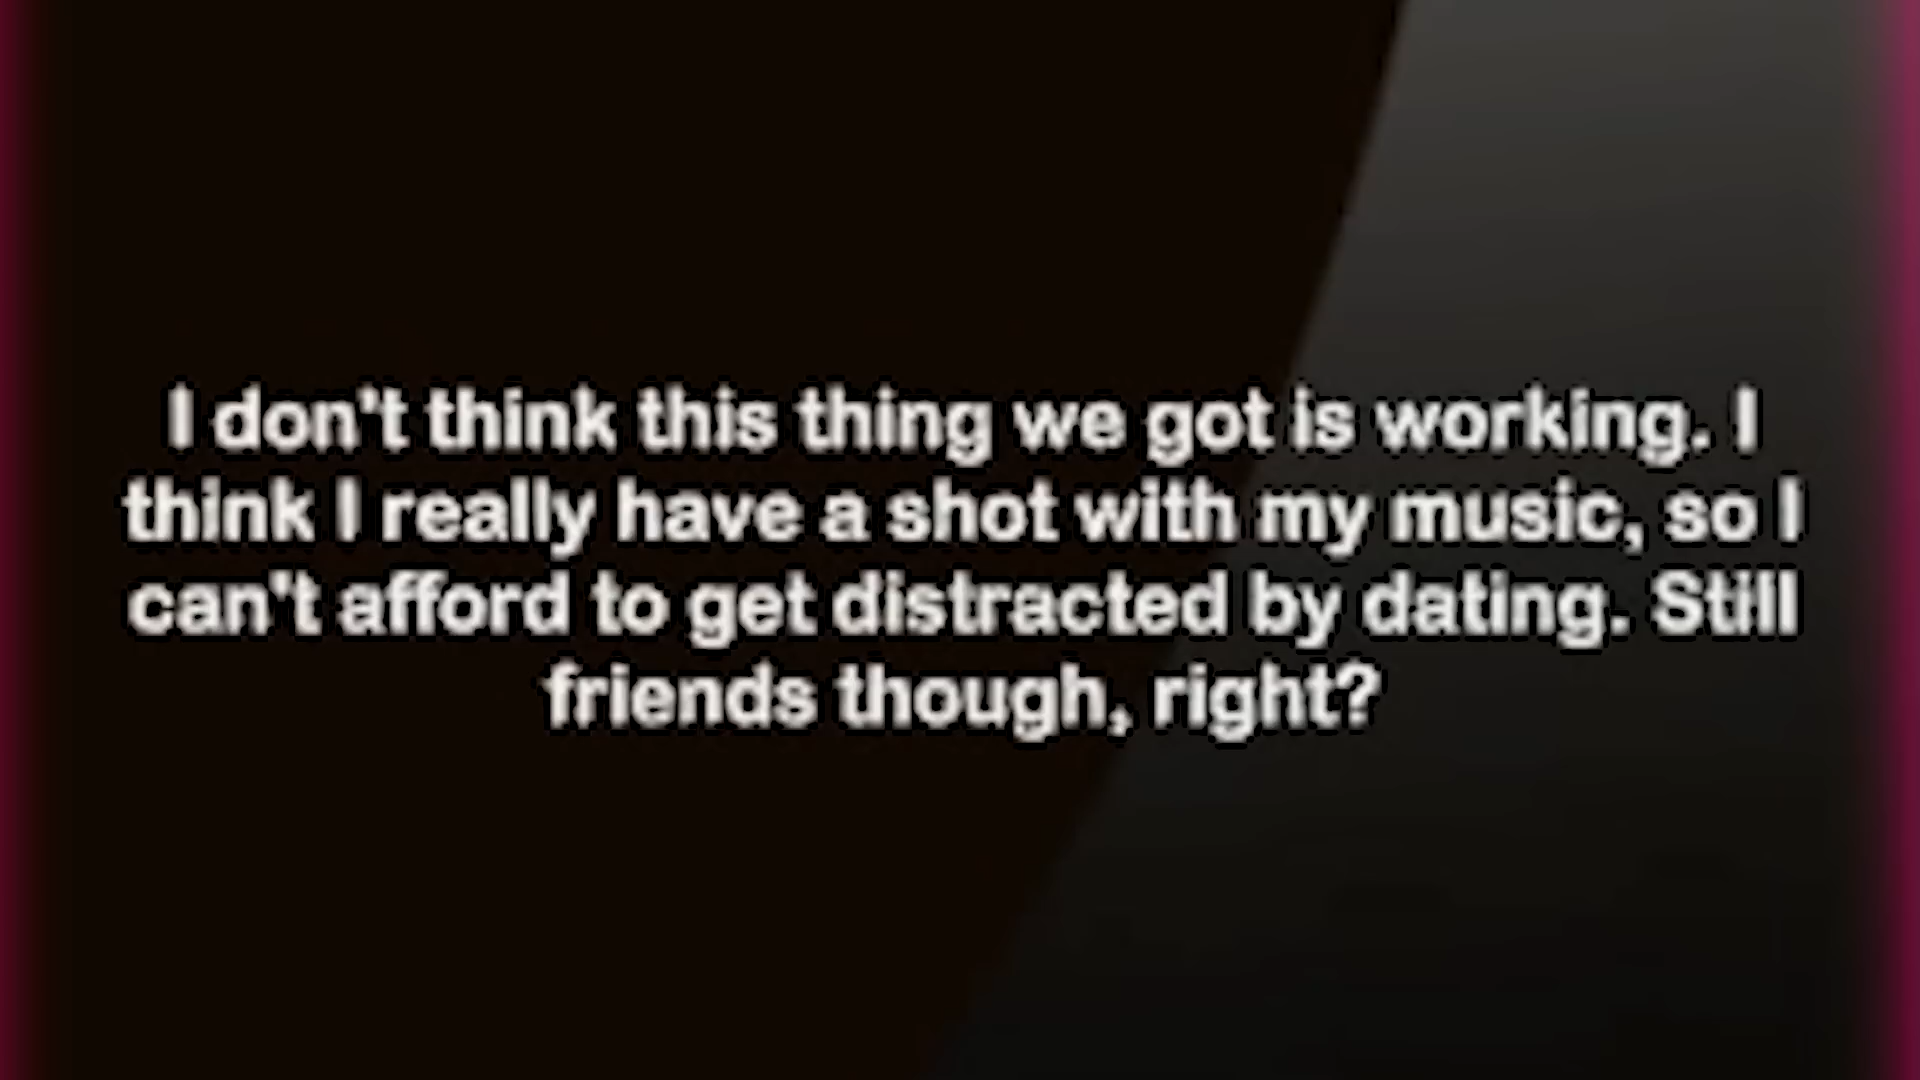 I don't think this thing we got is working. I
think I really have a shot with my music, so I
can't afford to get distracted by dating. Still
friends though, right?